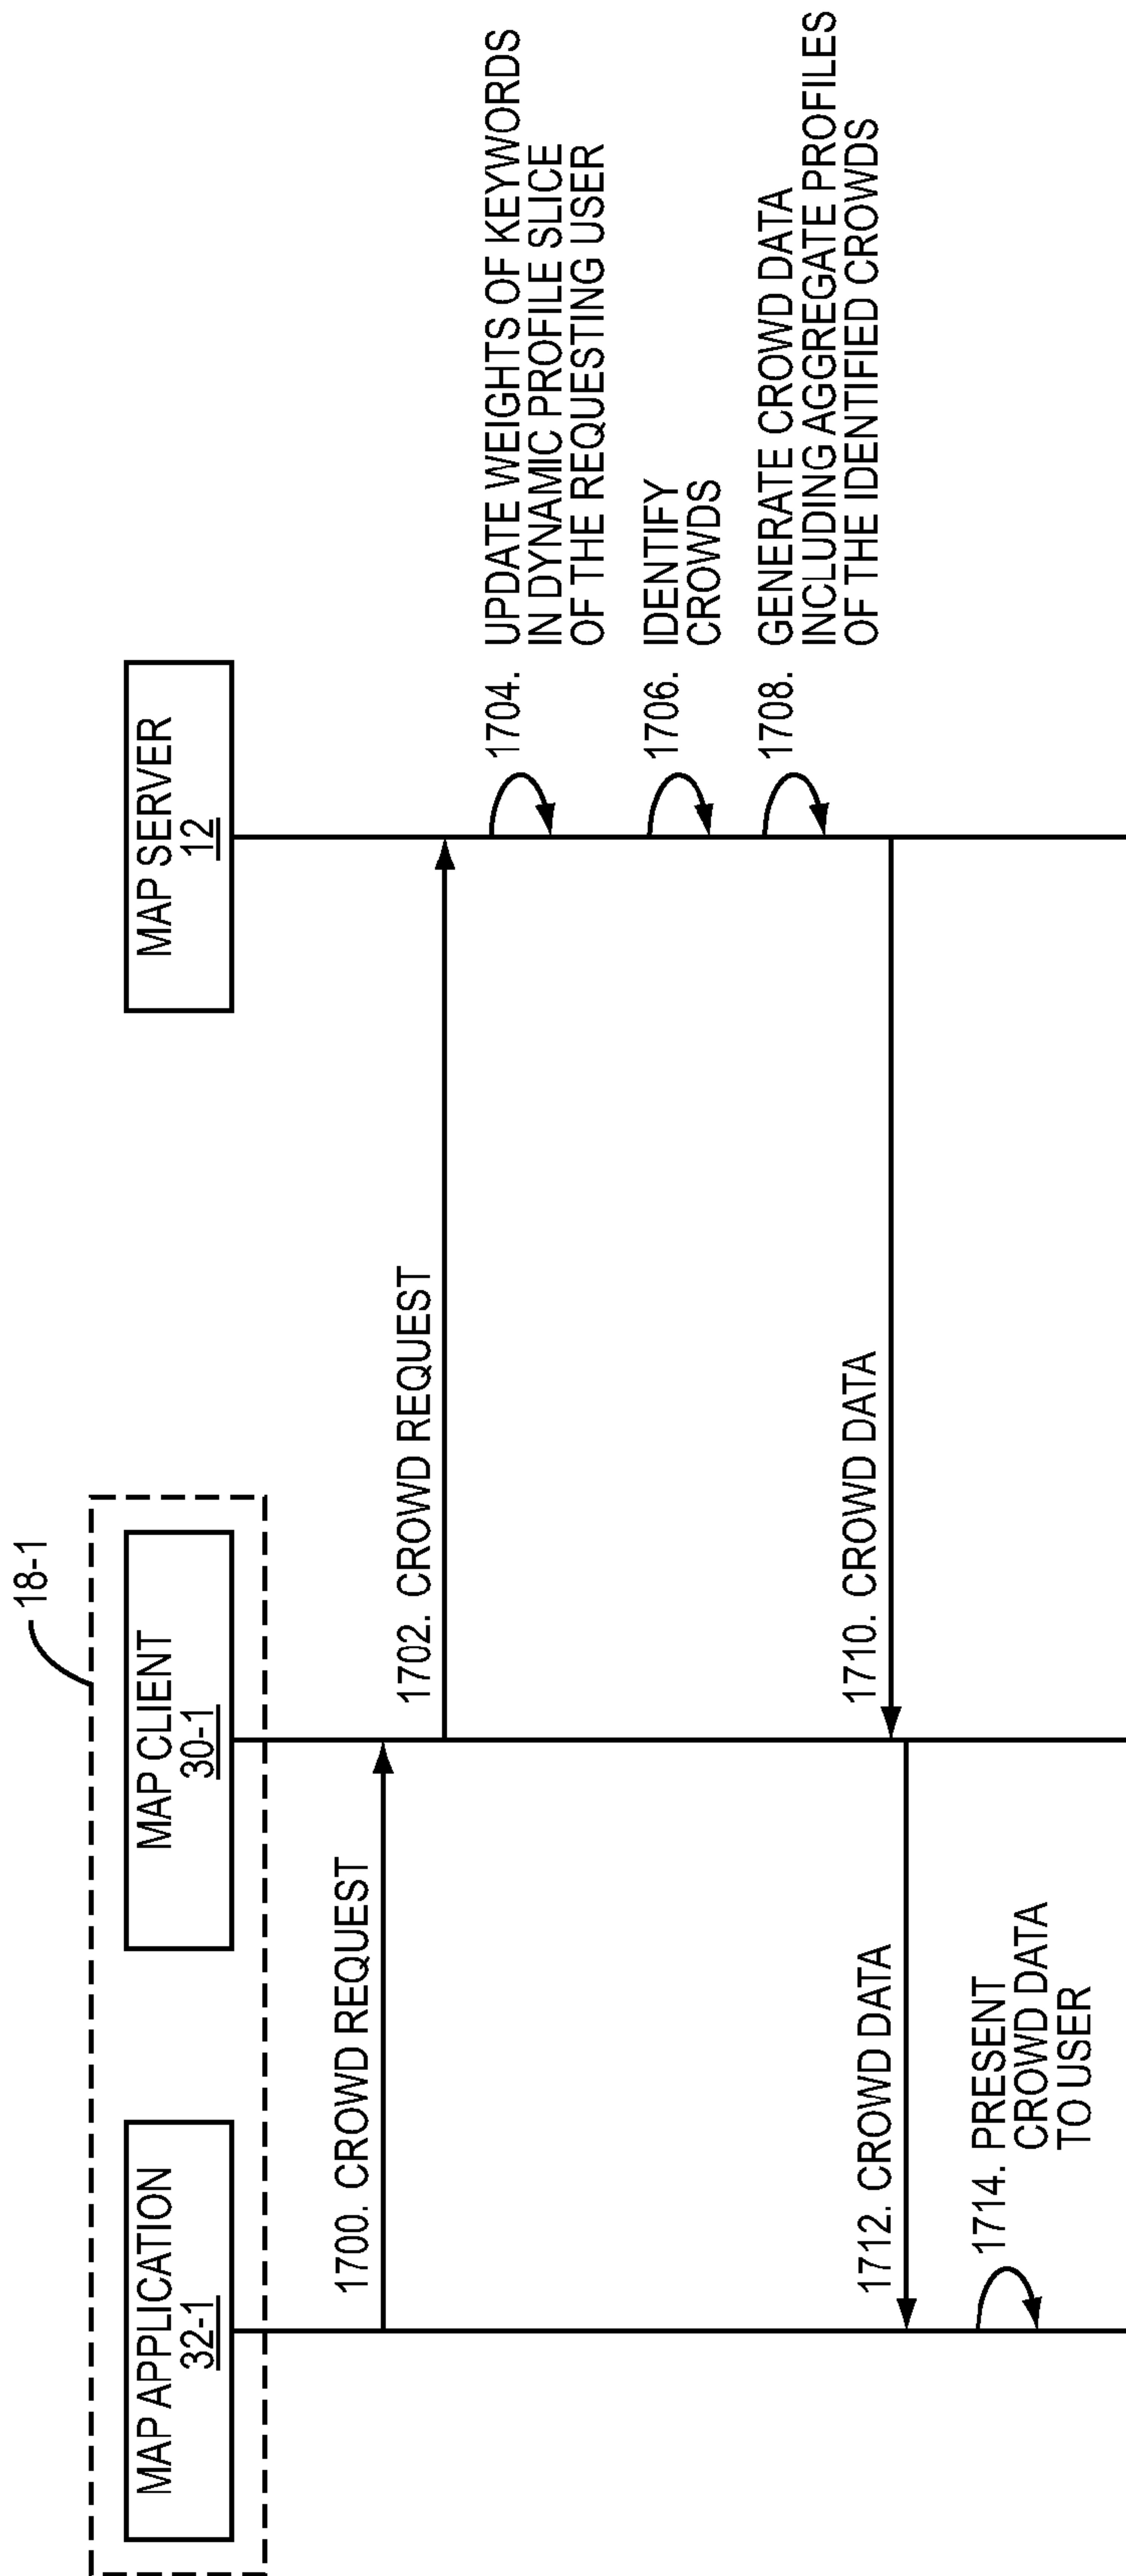 18-1
MAP APPLICATION
32-1
MAP CLIENT
30-1
MAP SERVER
12
1700. CROWD REQUEST
1702. CROWD REQUEST
1704. UPDATE WEIGHTS OF KEYWORDS
IN DYNAMIC PROFILE SLICE
OF THE REQUESTING USER
1706. IDENTIFY
CROWDS
1708. GENERATE CROWD DATA
INCLUDING AGGREGATE PROFILES
OF THE IDENTIFIED CROWDS
1710. CROWD DATA
1712. CROWD DATA
1714. PRESENT
CROWD DATA
TO USER